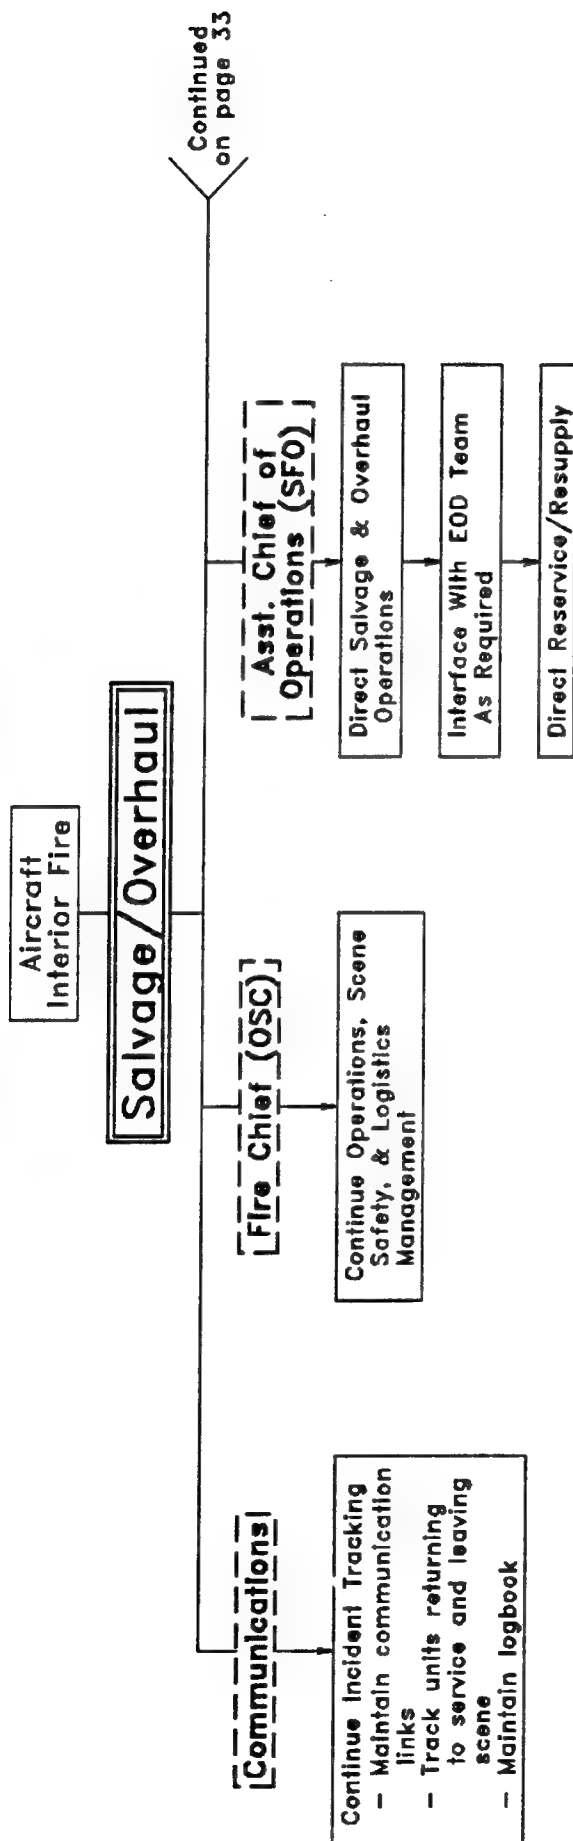 Aircraft
Interior Fire
Salvage/Overhaul
Continued
on page 33
Communications
Continue Incident Tracking
– Maintain communication
links
– Track units returning
to service and leaving
scene
– Maintain logbook
Fire Chief (OSC)
Continue Operations, Scene
Safety, & Logistics
Management
Asst. Chief of
Operations (SFO)
Direct Salvage & Overhaul
Operations
Interface With EOD Team
As Required
Direct Reservice/Resupply